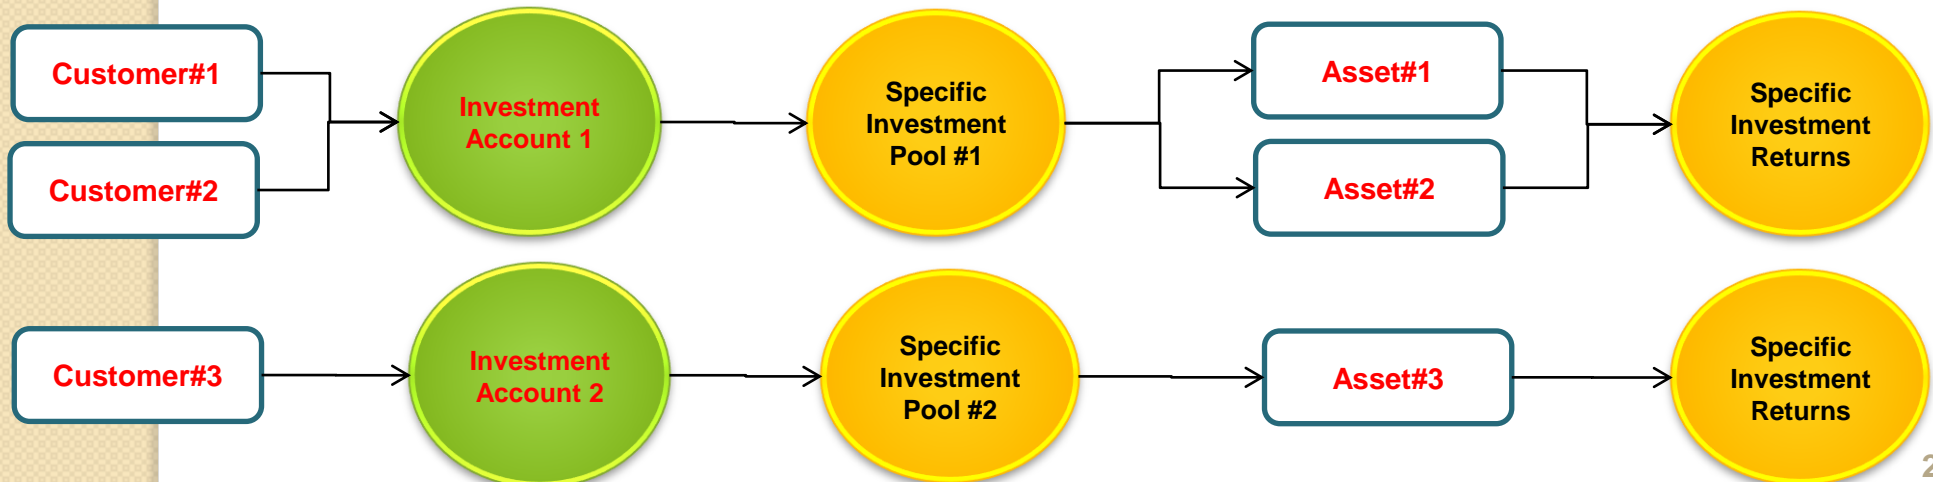 Customer#1
Customer#2
Investment
Account 1
Specific
Investment
Pool #1
Asset#1
Asset#2
Specific
Investment
Returns
Customer#3
Investment
Account 2
Specific
Investment
Pool #2
Asset#3
Specific
Investment
Returns